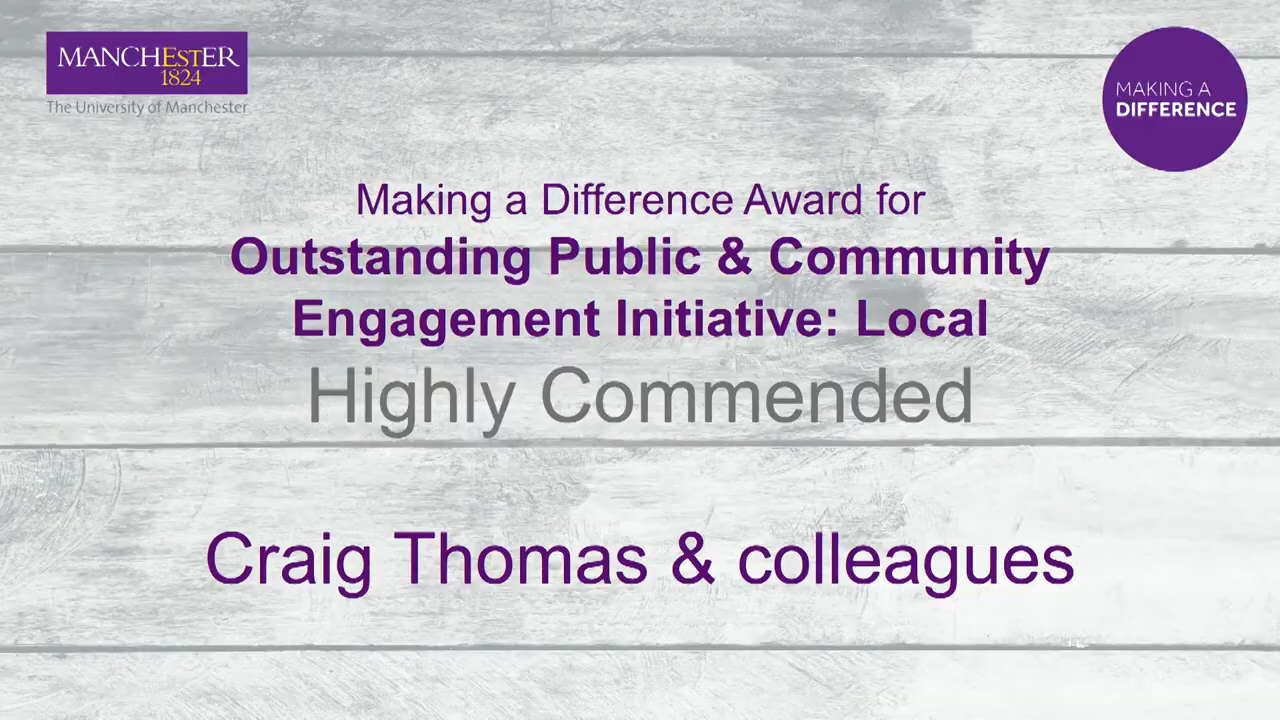 MANCHESTER
1824
The University of Manchester
MAKING A
DIFFERENCE
Making a Difference Award for
Outstanding Public & Community
Engagement Initiative: Local
Highly Commended
Craig Thomas & colleagues